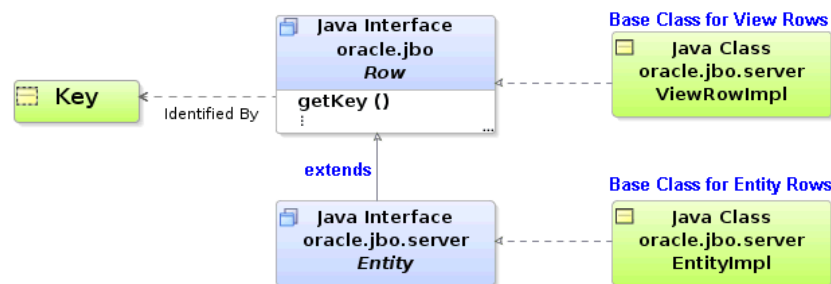 Java Interface
oracle.jbo
Row
getKey ()
⋮
...
Key
Identified By
Base Class for View Rows
Java Class
oracle.jbo.server
ViewRowImpl
extends
Java Interface
oracle.jbo.server
Entity
Base Class for Entity Rows
Java Class
oracle.jbo.server
EntityImpl